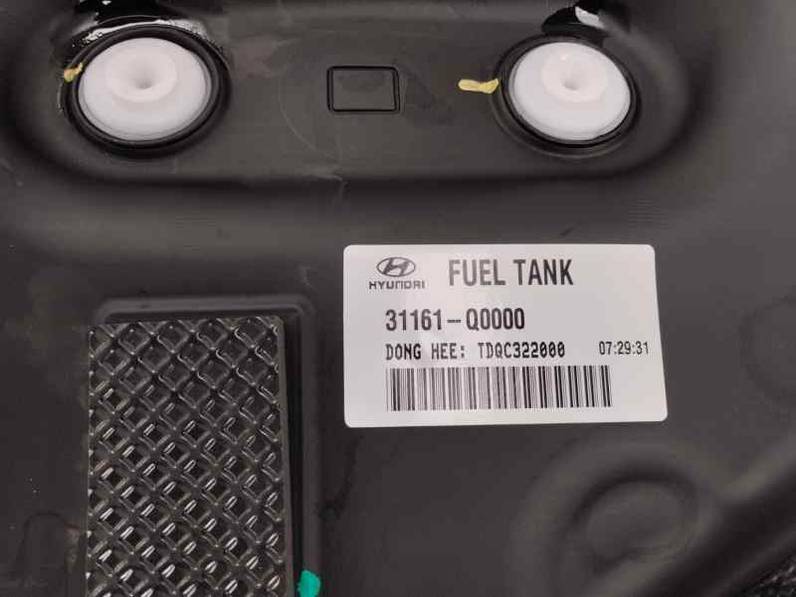 HYUNDAI FUEL TANK
31161-Q0000
DONG HEE: TDQC322000 07:29:31